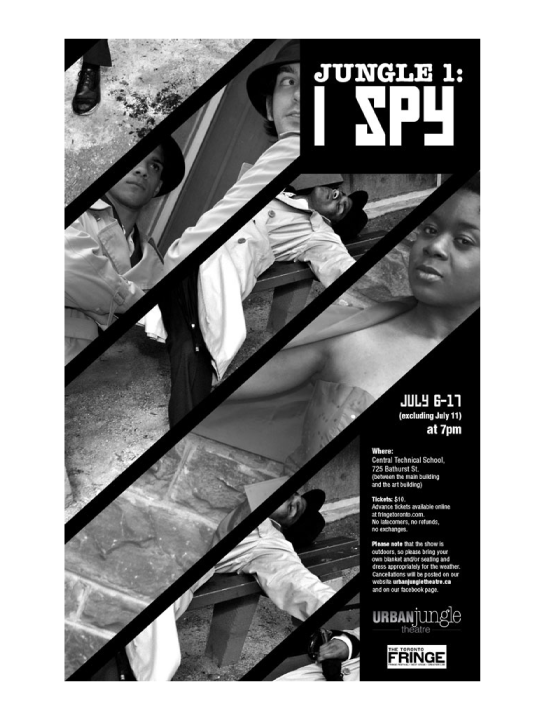 JUNGLE 1:
I SPY
JULY 6-17
(excluding July 11)
at 7pm
Where:
Central Technical School,
725 Bathurst St.
(between the main building
and the art building)
Tickets: $10.
Advance tickets available online
at fringetoronto.com.
No latecomers, no refunds,
no exchanges.
Please note that the show is
outdoors, so please bring your
own blanket and/or seating and
dress appropriately for the weather.
Cancellations will be posted on our
website urbanjungletheatre.ca
and on our facebook page.
URBANjungle
theatre
THE TORONTO
FRINGE